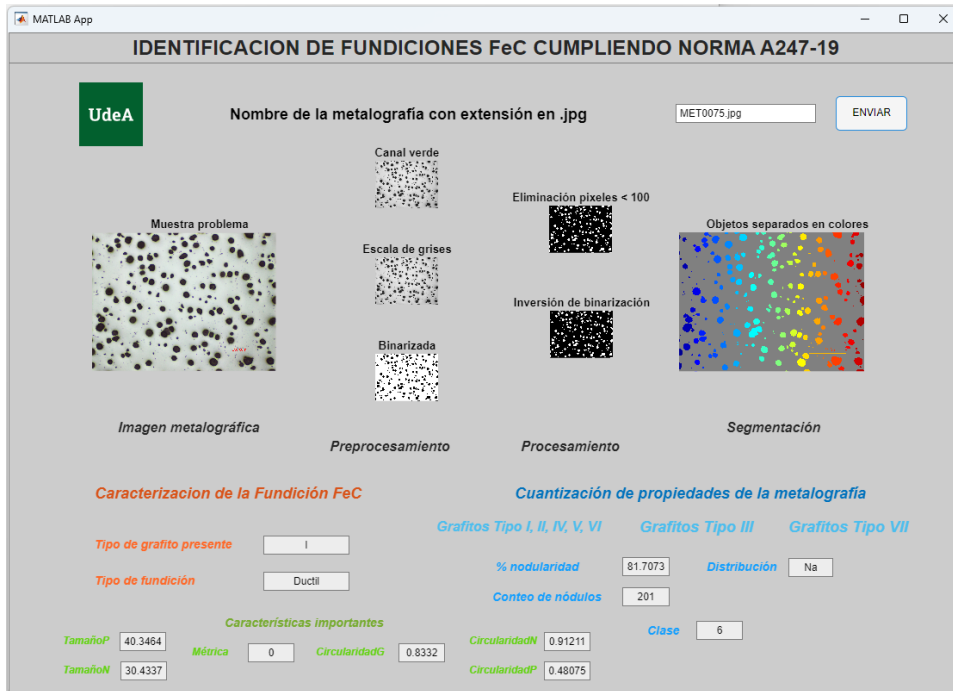 MATLAB App
IDENTIFICACION DE FUNDICIONES FeC CUMPLIENDO NORMA A247-19
UdeA
Nombre de la metalografía con extensión en .jpg
MET0075.jpg
ENVIAR
Canal verde
Eliminación pixeles < 100
Muestra problema
Objetos separados en colores
Escala de grises
Inversión de binarización
Binarizada
Imagen metalográfica
Segmentación
Preprocesamiento
Procesamiento
Caracterizacion de la Fundición FeC
Cuantización de propiedades de la metalografía
Grafitos Tipo I, II, IV, V, VI
Grafitos Tipo III
Grafitos Tipo VII
Tipo de grafito presente
I
% nodularidad
81.7073
Distribución
Na
Tipo de fundición
Ductil
Conteo de nódulos
201
Características importantes
Clase
6
TamañoP
40.3464
Métrica
0
CircularidadG
0.8332
CircularidadN
0.91211
TamañoN
30.4337
CircularidadP
0.48075